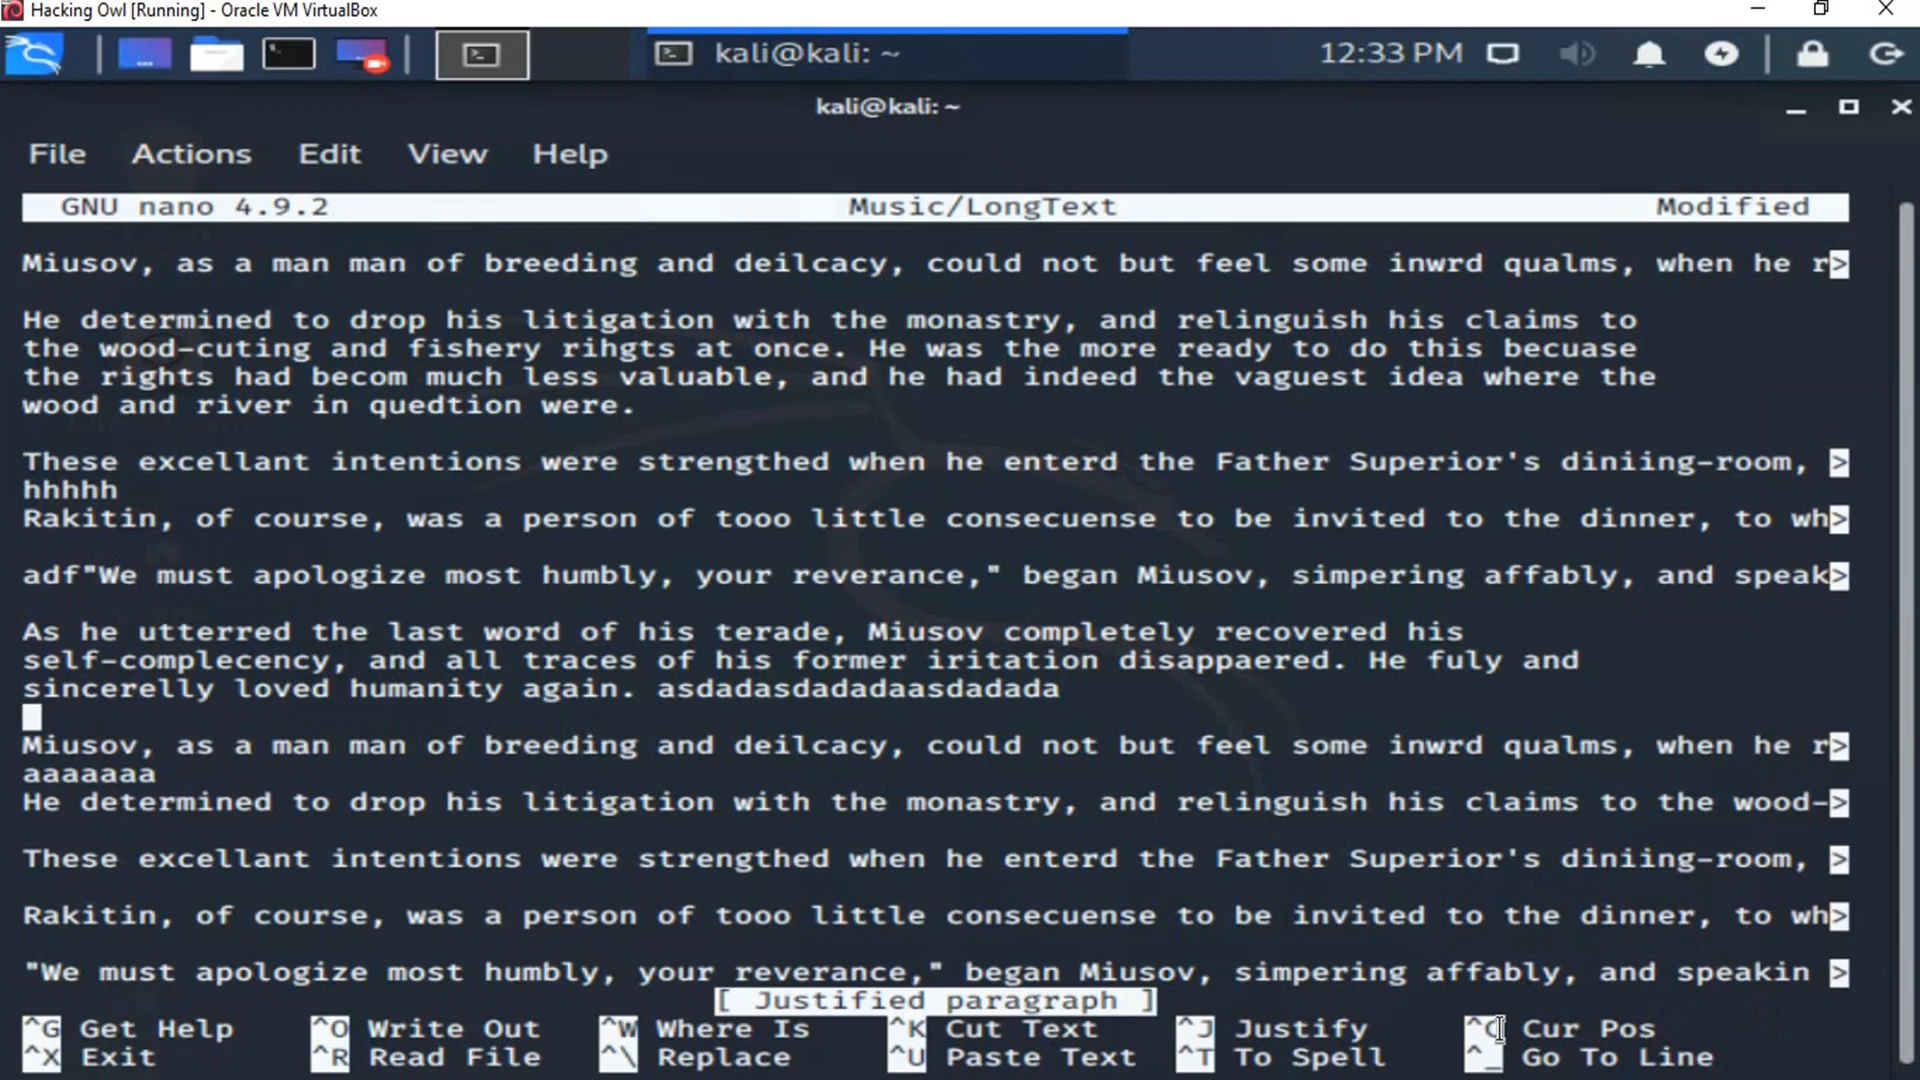 Hacking Owl [Running] - Oracle VM VirtualBox
kali@kali: ~
12:33 PM
kali@kali: ~
File Actions Edit View Help
GNU nano 4.9.2 Music/LongText Modified
Miusov, as a man man of breeding and deilcacy, could not but feel some inwrd qualms, when he r>
He determined to drop his litigation with the monastry, and relinguish his claims to
the wood-cuting and fishery rihgts at once. He was the more ready to do this becuase
the rights had becom much less valuable, and he had indeed the vaguest idea where the
wood and river in quedtion were.
These excellant intentions were strengthed when he enterd the Father Superior's diniing-room, >
hhhhh
Rakitin, of course, was a person of tooo little consecuense to be invited to the dinner, to wh>
adf"We must apologize most humbly, your reverance," began Miusov, simpering affably, and speak>
As he utterred the last word of his terade, Miusov completely recovered his
self-complecency, and all traces of his former iritation disappaered. He fuly and
sincerelly loved humanity again. asdadasdadadaasdadada
Miusov, as a man man of breeding and deilcacy, could not but feel some inwrd qualms, when he r>
aaaaaaa
He determined to drop his litigation with the monastry, and relinguish his claims to the wood->
These excellant intentions were strengthed when he enterd the Father Superior's diniing-room, >
Rakitin, of course, was a person of tooo little consecuense to be invited to the dinner, to wh>
"We must apologize most humbly, your reverance," began Miusov, simpering affably, and speakin >
[ Justified paragraph ]
^G Get Help ^O Write Out ^W Where Is ^K Cut Text ^J Justify ^C Cur Pos
^X Exit ^R Read File ^\ Replace ^U Paste Text ^T To Spell ^_ Go To Line